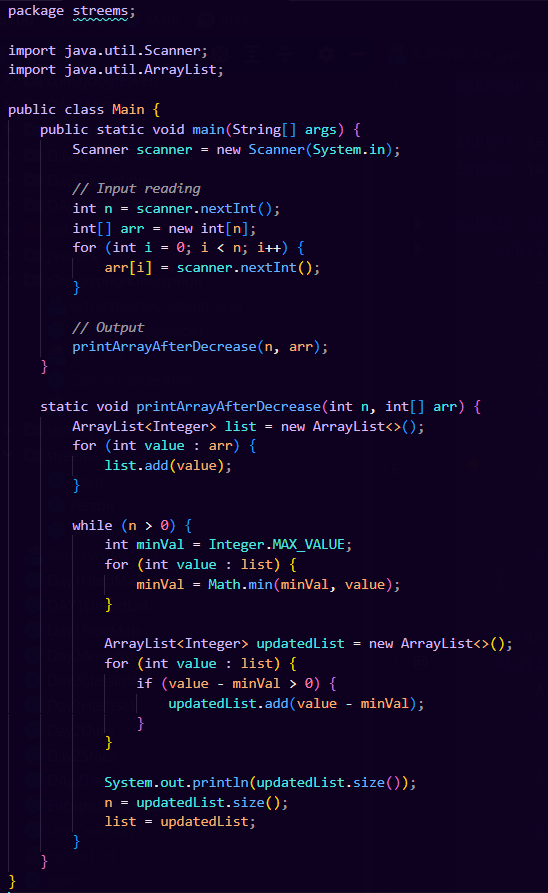 package streems;
import java.util.Scanner;
import java.util.ArrayList;
public class Main {
public static void main(String[] args) {
Scanner scanner = new Scanner(System.in);
// Input reading
int n = scanner.nextInt();
int[] arr = new int[n];
for (int i = 0; i < n; i++) {
arr[i] = scanner.nextInt();
}
// Output
printArrayAfterDecrease(n, arr);
}
static void printArrayAfterDecrease(int n, int[] arr) {
ArrayList<Integer> list = new ArrayList<>();
for (int value : arr) {
list.add(value);
}
while (n > 0) {
int minVal = Integer.MAX_VALUE;
for (int value : list) {
minVal = Math.min(minVal, value);
}
ArrayList<Integer> updatedList = new ArrayList<>();
for (int value : list) {
if (value - minVal > 0) {
updatedList.add(value - minVal);
}
}
System.out.println(updatedList.size());
n = updatedList.size();
list = updatedList;
}
}
}